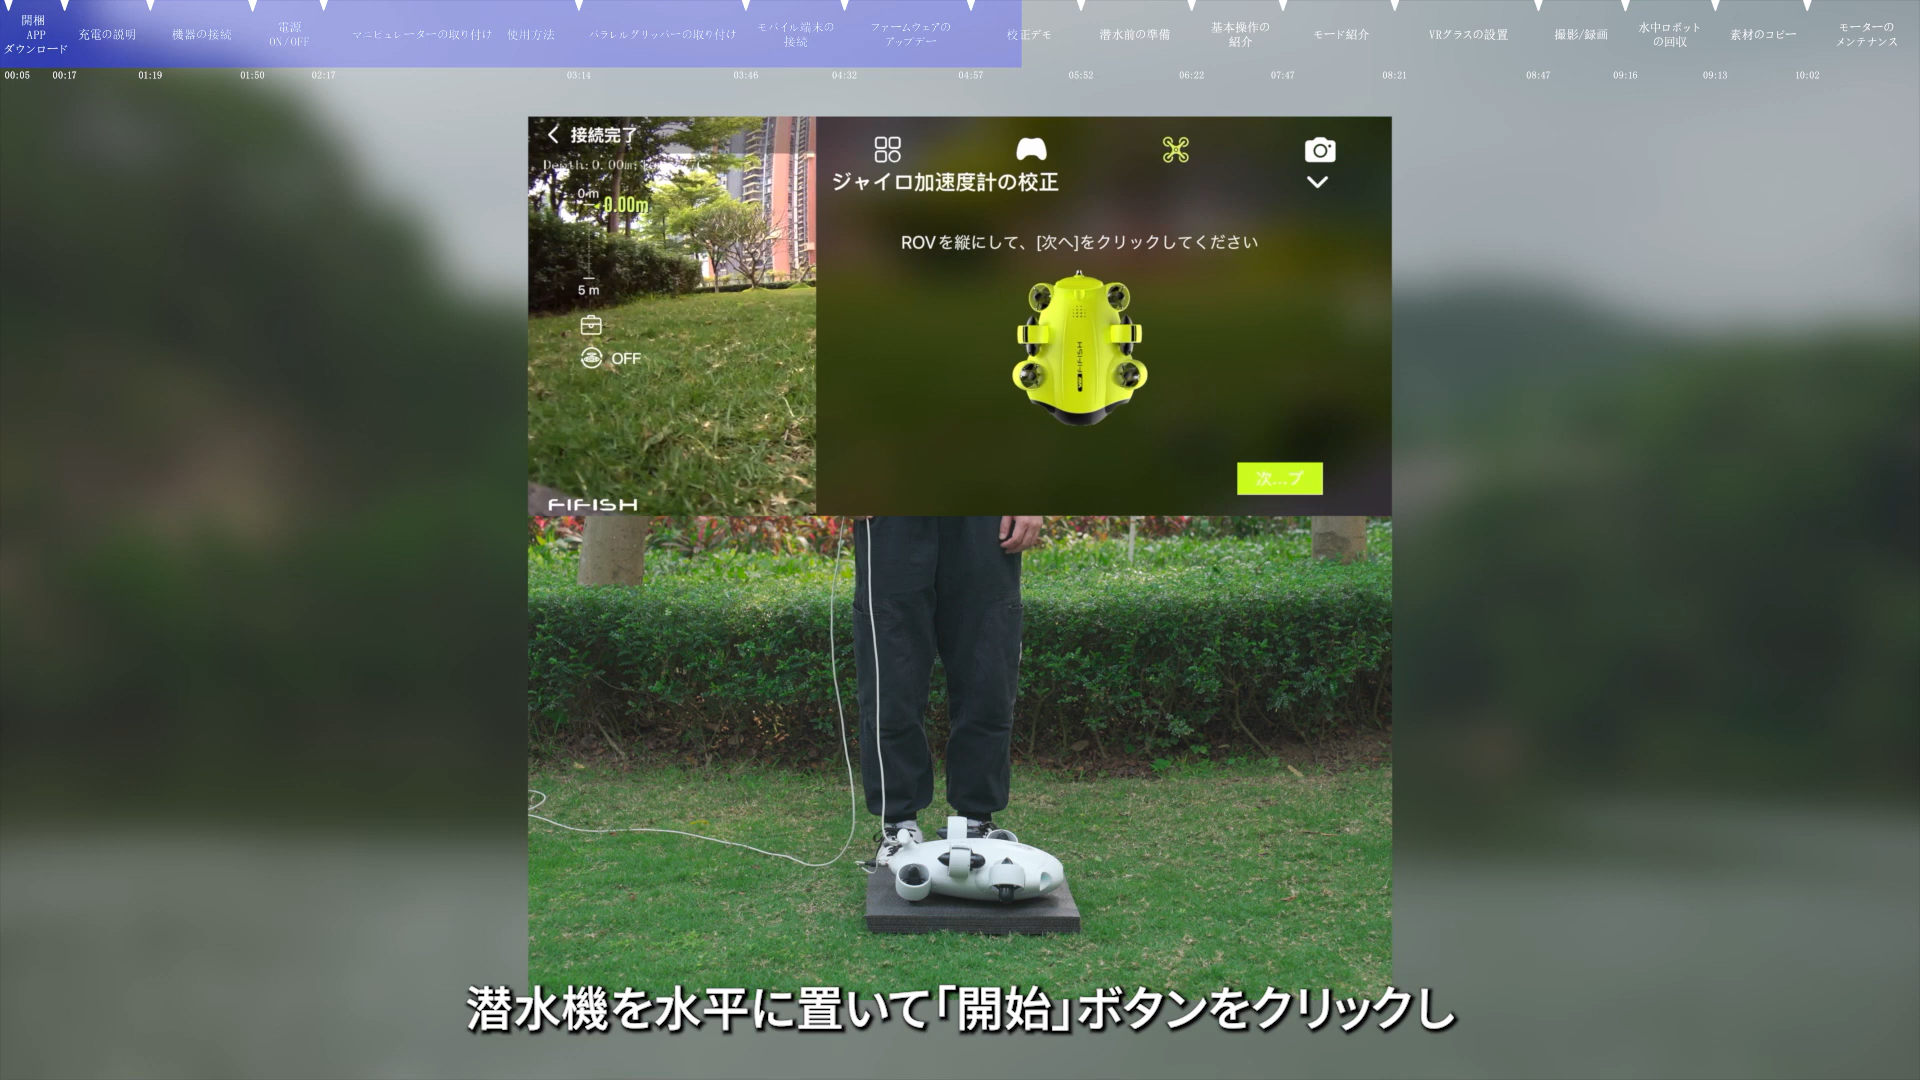 開梱
APP
ダウンロード
充電の説明
機器の接続
電源
ON/OFF
マニピュレーターの取り付け 使用方法
パラレルグリッパーの取り付け
モバイル端末の
接続
ファームウェアの
アップデー
校正デモ
潜水前の準備
基本操作の
紹介
モード紹介
VRグラスの設置
撮影/録画
水中ロボット
の回収
素材のコピー
モーターの
メンテナンス
00:05 00:17 01:19 01:50 02:17 03:14 03:46 04:32 04:57 05:52 06:22 07:47 08:21 08:47 09:16 09:13 10:02
接続完了
Depth:0.00m;
0 m
0.00m
5 m
OFF
FIFISH
ジャイロ加速度計の校正
ROVを縦にして、[次へ]をクリックしてください
FIFISH
次...プ
潜水機を水平に置いて「開始」ボタンをクリックし